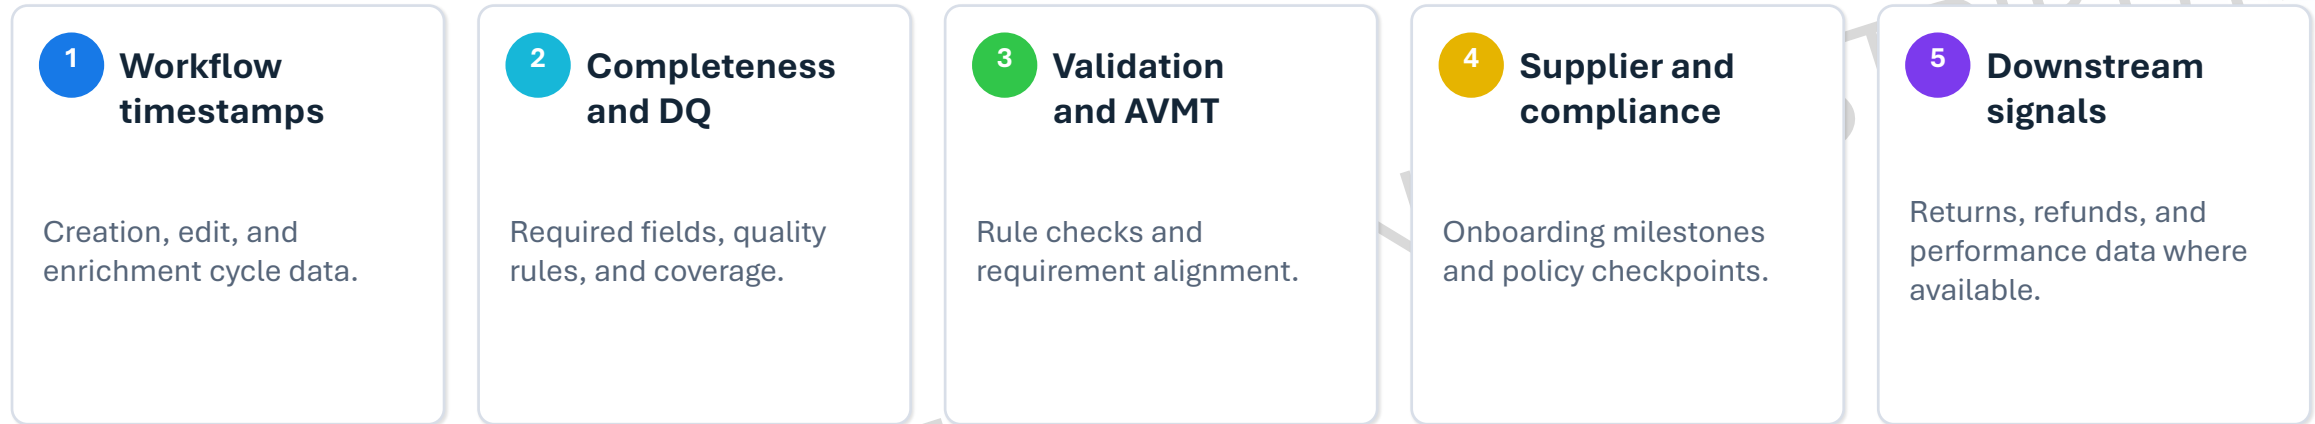 1
Workflow
timestamps
Creation, edit, and
enrichment cycle data.
2
Completeness
and DQ
Required fields, quality
rules, and coverage.
3
Validation
and AVMT
Rule checks and
requirement alignment.
4
Supplier and
compliance
Onboarding milestones
and policy checkpoints.
5
Downstream
signals
Returns, refunds, and
performance data where
available.